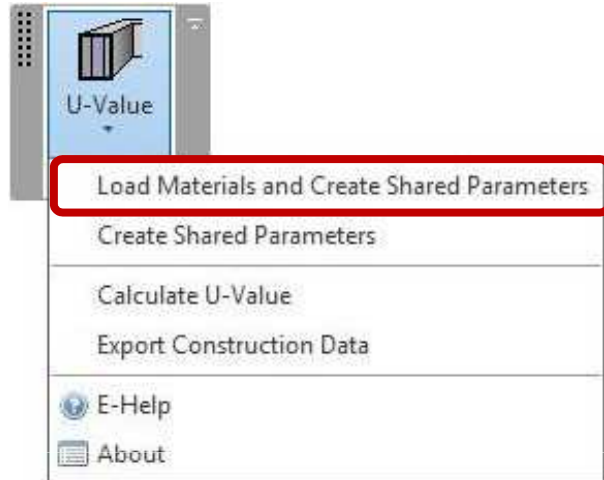 U-Value
Load Materials and Create Shared Parameters
Create Shared Parameters
Calculate U-Value
Export Construction Data
E-Help
About